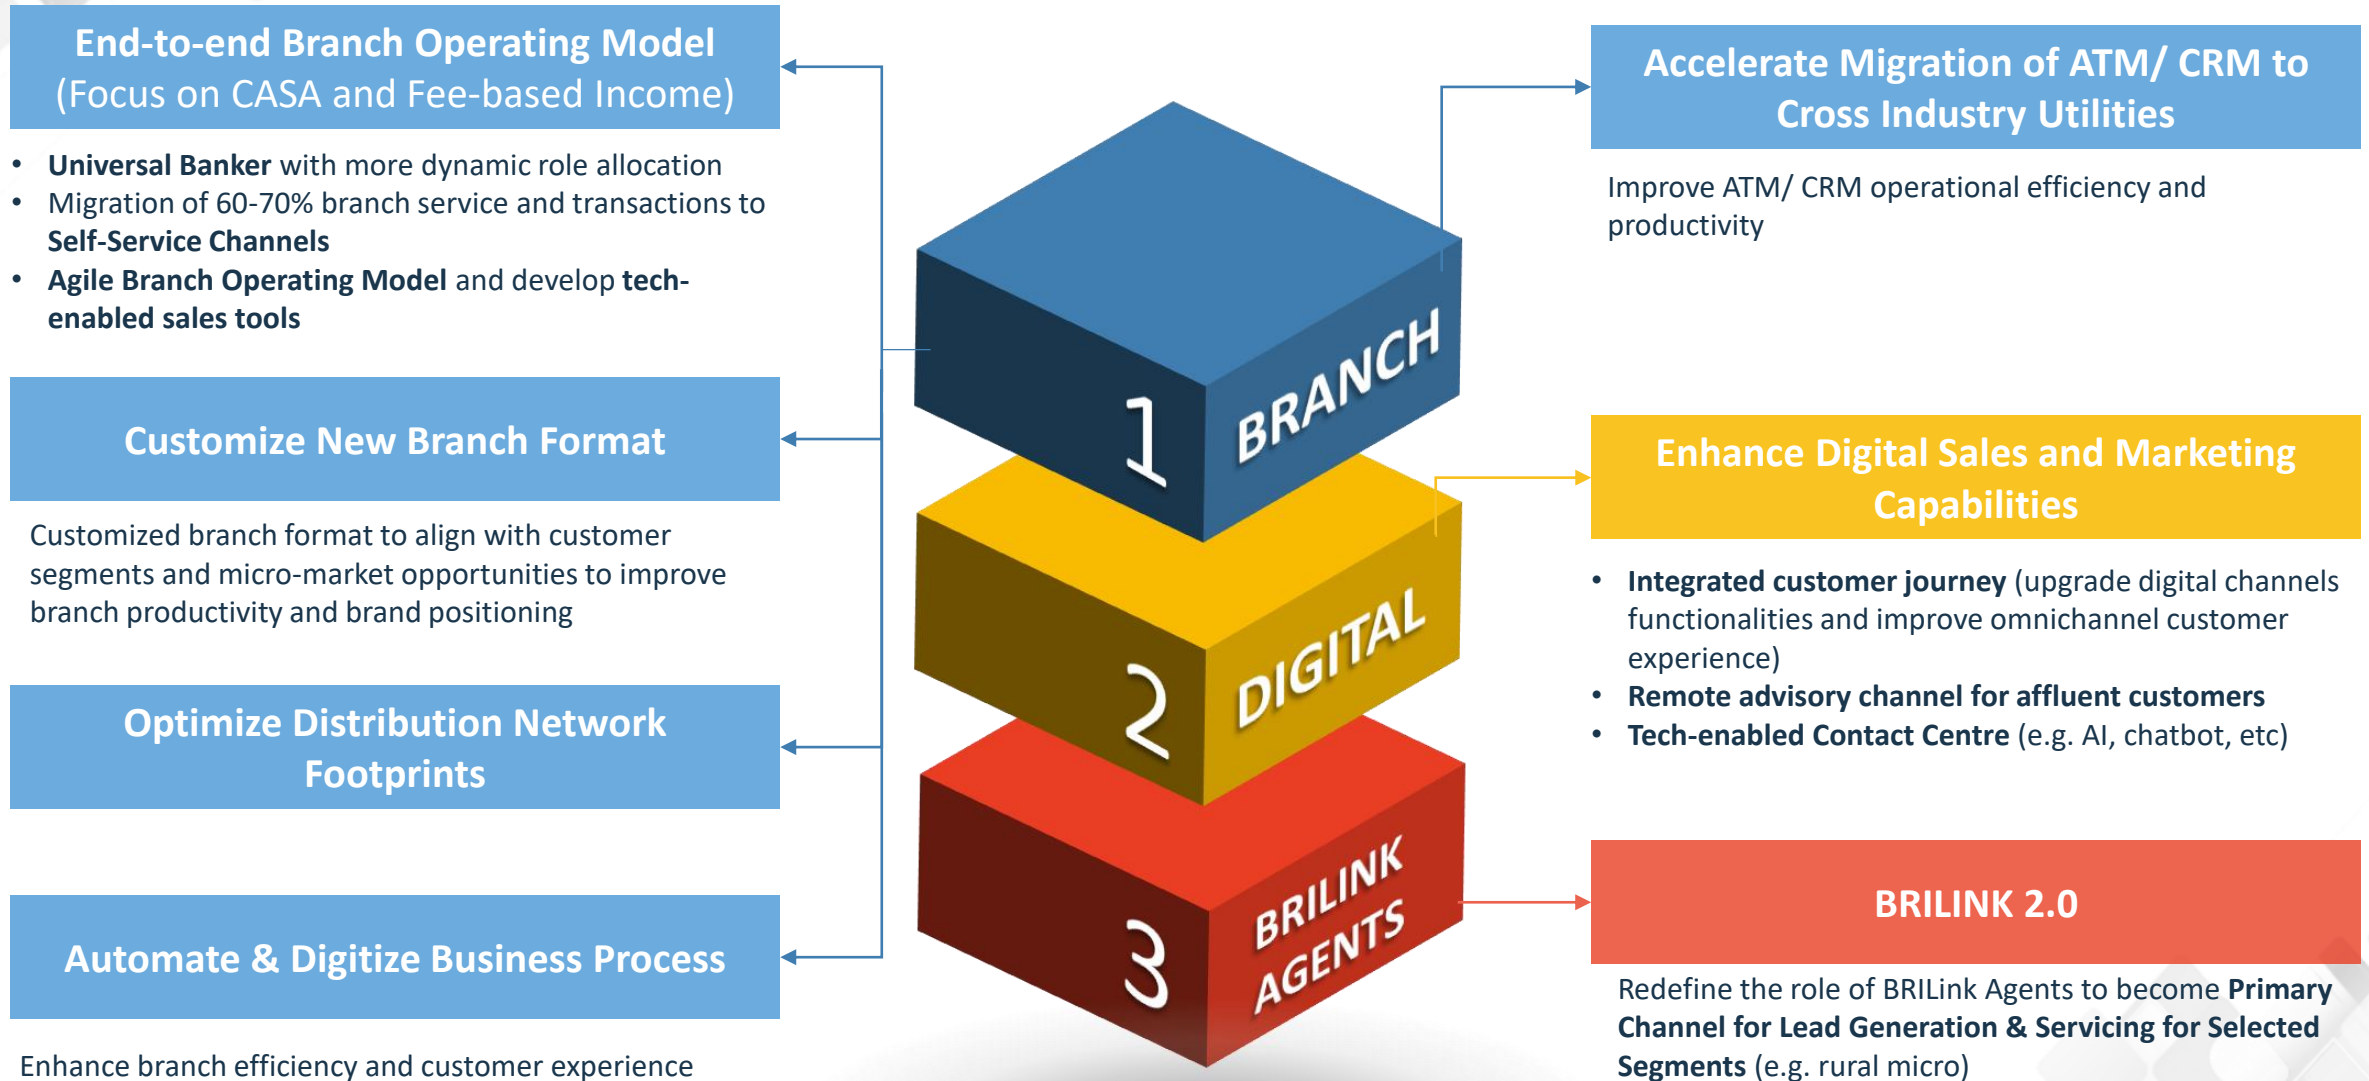 End-to-end Branch Operating Model
(Focus on CASA and Fee-based Income)
• Universal Banker with more dynamic role allocation
• Migration of 60-70% branch service and transactions to
Self-Service Channels
• Agile Branch Operating Model and develop tech-
enabled sales tools
Customize New Branch Format
Customized branch format to align with customer
segments and micro-market opportunities to improve
branch productivity and brand positioning
Optimize Distribution Network
Footprints
Automate & Digitize Business Process
Enhance branch efficiency and customer experience
1 BRANCH
2 DIGITAL
3 BRILINK
AGENTS
Accelerate Migration of ATM/ CRM to
Cross Industry Utilities
Improve ATM/ CRM operational efficiency and
productivity
Enhance Digital Sales and Marketing
Capabilities
• Integrated customer journey (upgrade digital channels
functionalities and improve omnichannel customer
experience)
• Remote advisory channel for affluent customers
• Tech-enabled Contact Centre (e.g. AI, chatbot, etc)
BRILINK 2.0
Redefine the role of BRILink Agents to become Primary
Channel for Lead Generation & Servicing for Selected
Segments (e.g. rural micro)